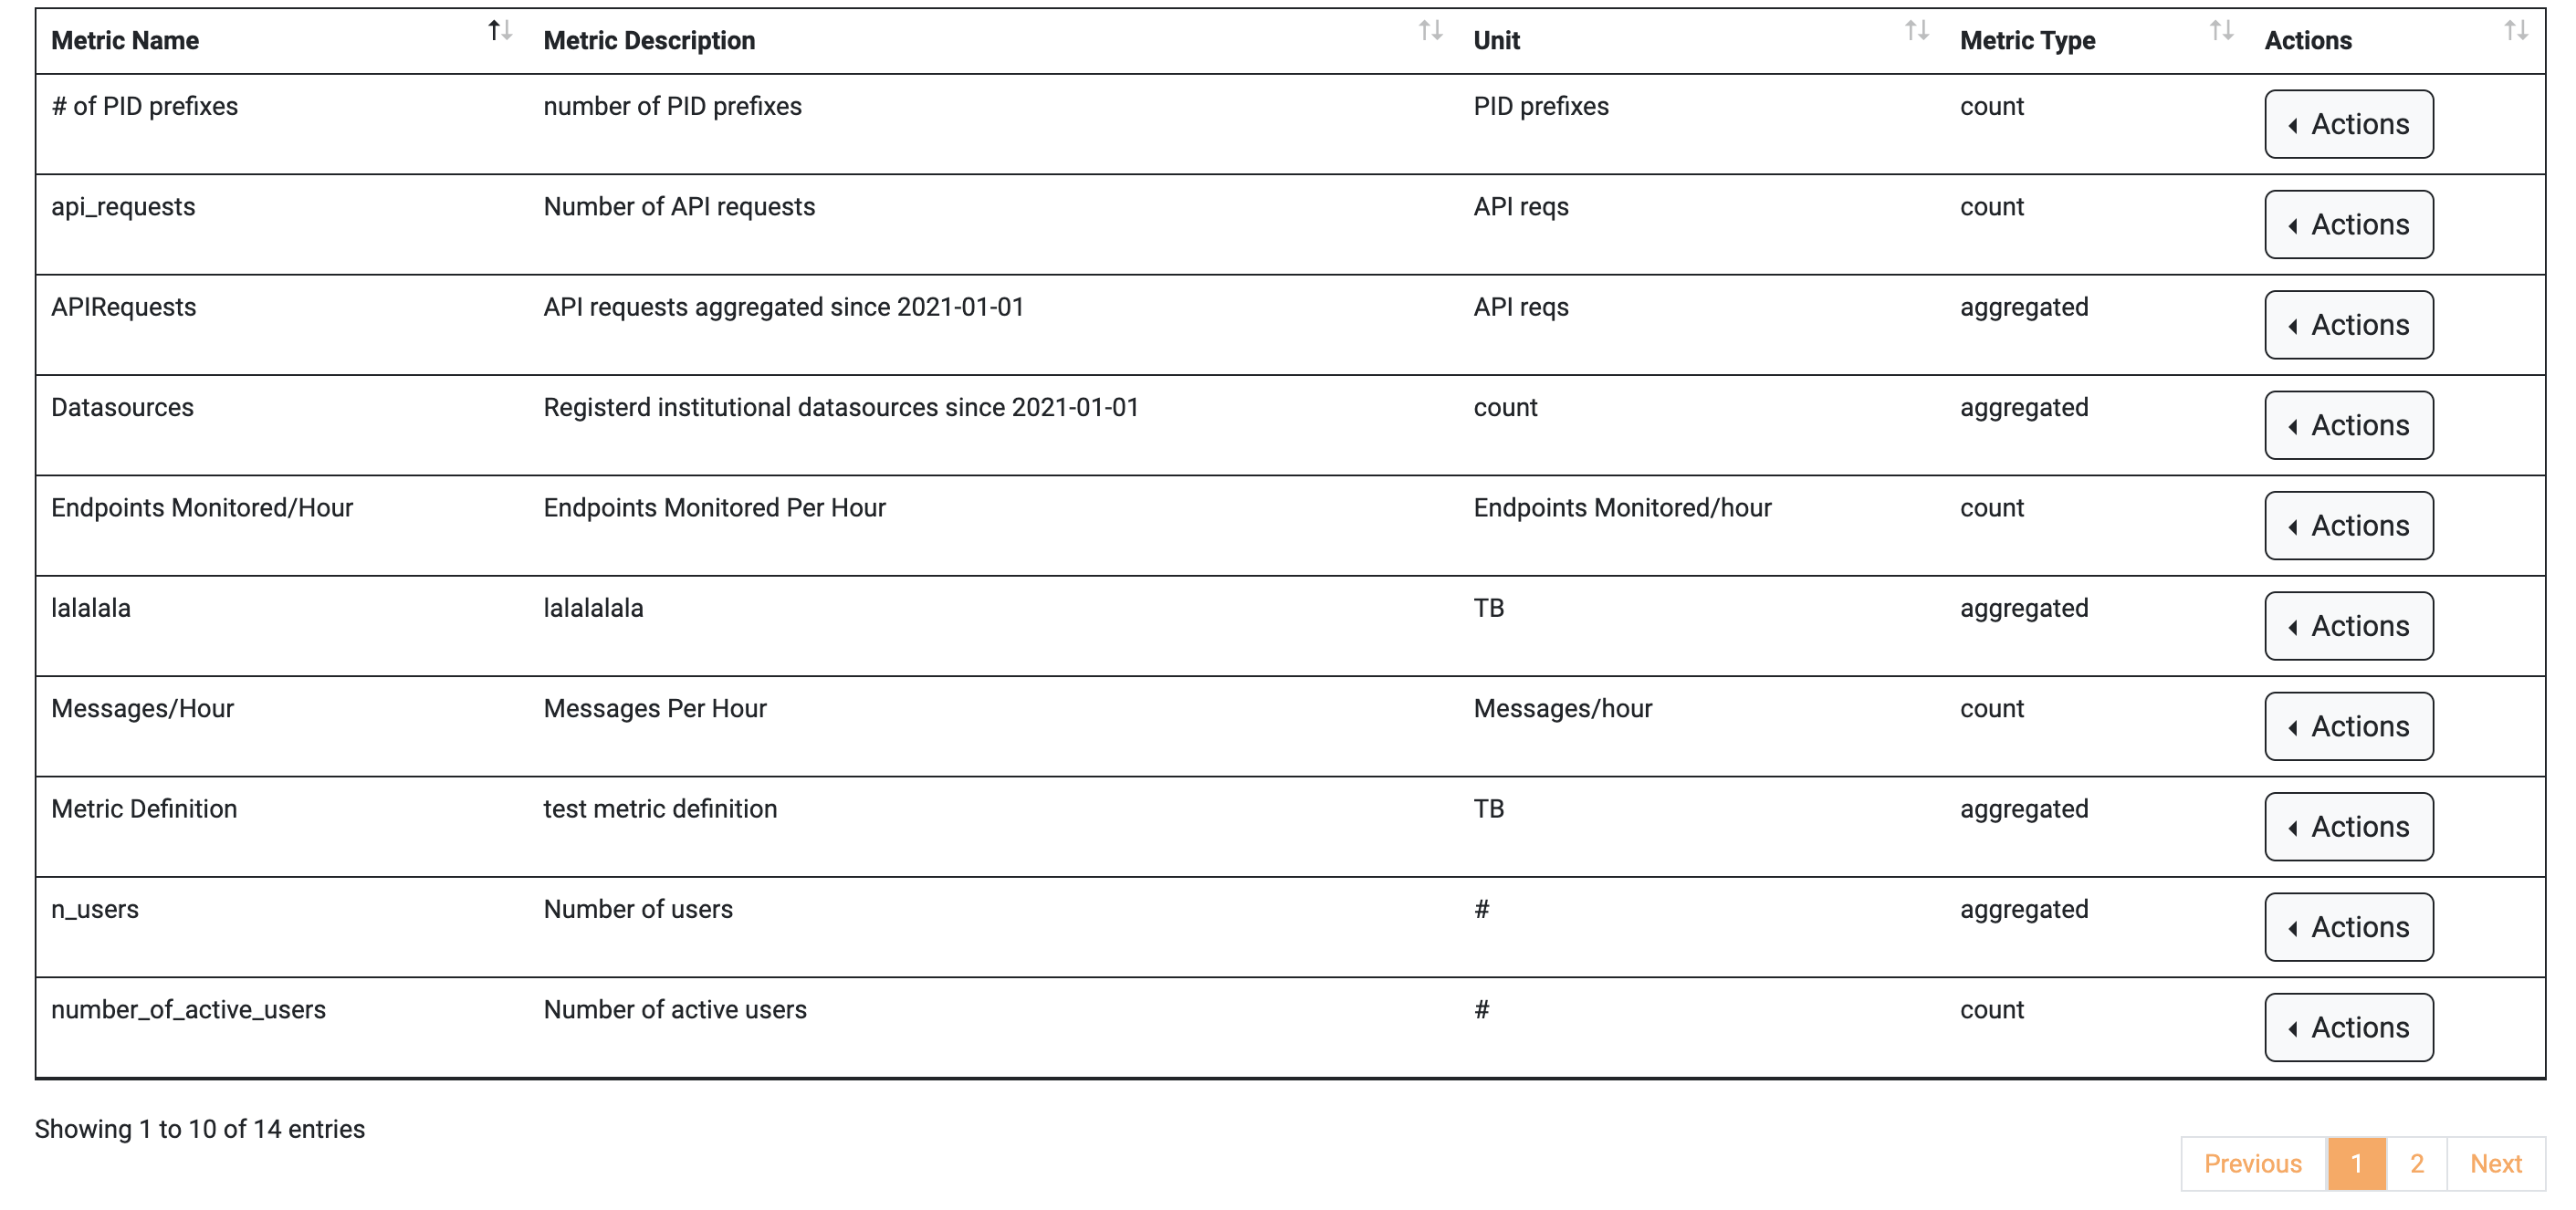 Metric Name Metric Description Unit Metric Type Actions
# of PID prefixes number of PID prefixes PID prefixes count Actions
api_requests Number of API requests API reqs count Actions
APIRequests API requests aggregated since 2021-01-01 API reqs aggregated Actions
Datasources Registerd institutional datasources since 2021-01-01 count aggregated Actions
Endpoints Monitored/Hour Endpoints Monitored Per Hour Endpoints Monitored/hour count Actions
lalalala lalalalala TB aggregated Actions
Messages/Hour Messages Per Hour Messages/hour count Actions
Metric Definition test metric definition TB aggregated Actions
n_users Number of users # aggregated Actions
number_of_active_users Number of active users # count Actions
Showing 1 to 10 of 14 entries
Previous 1 2 Next